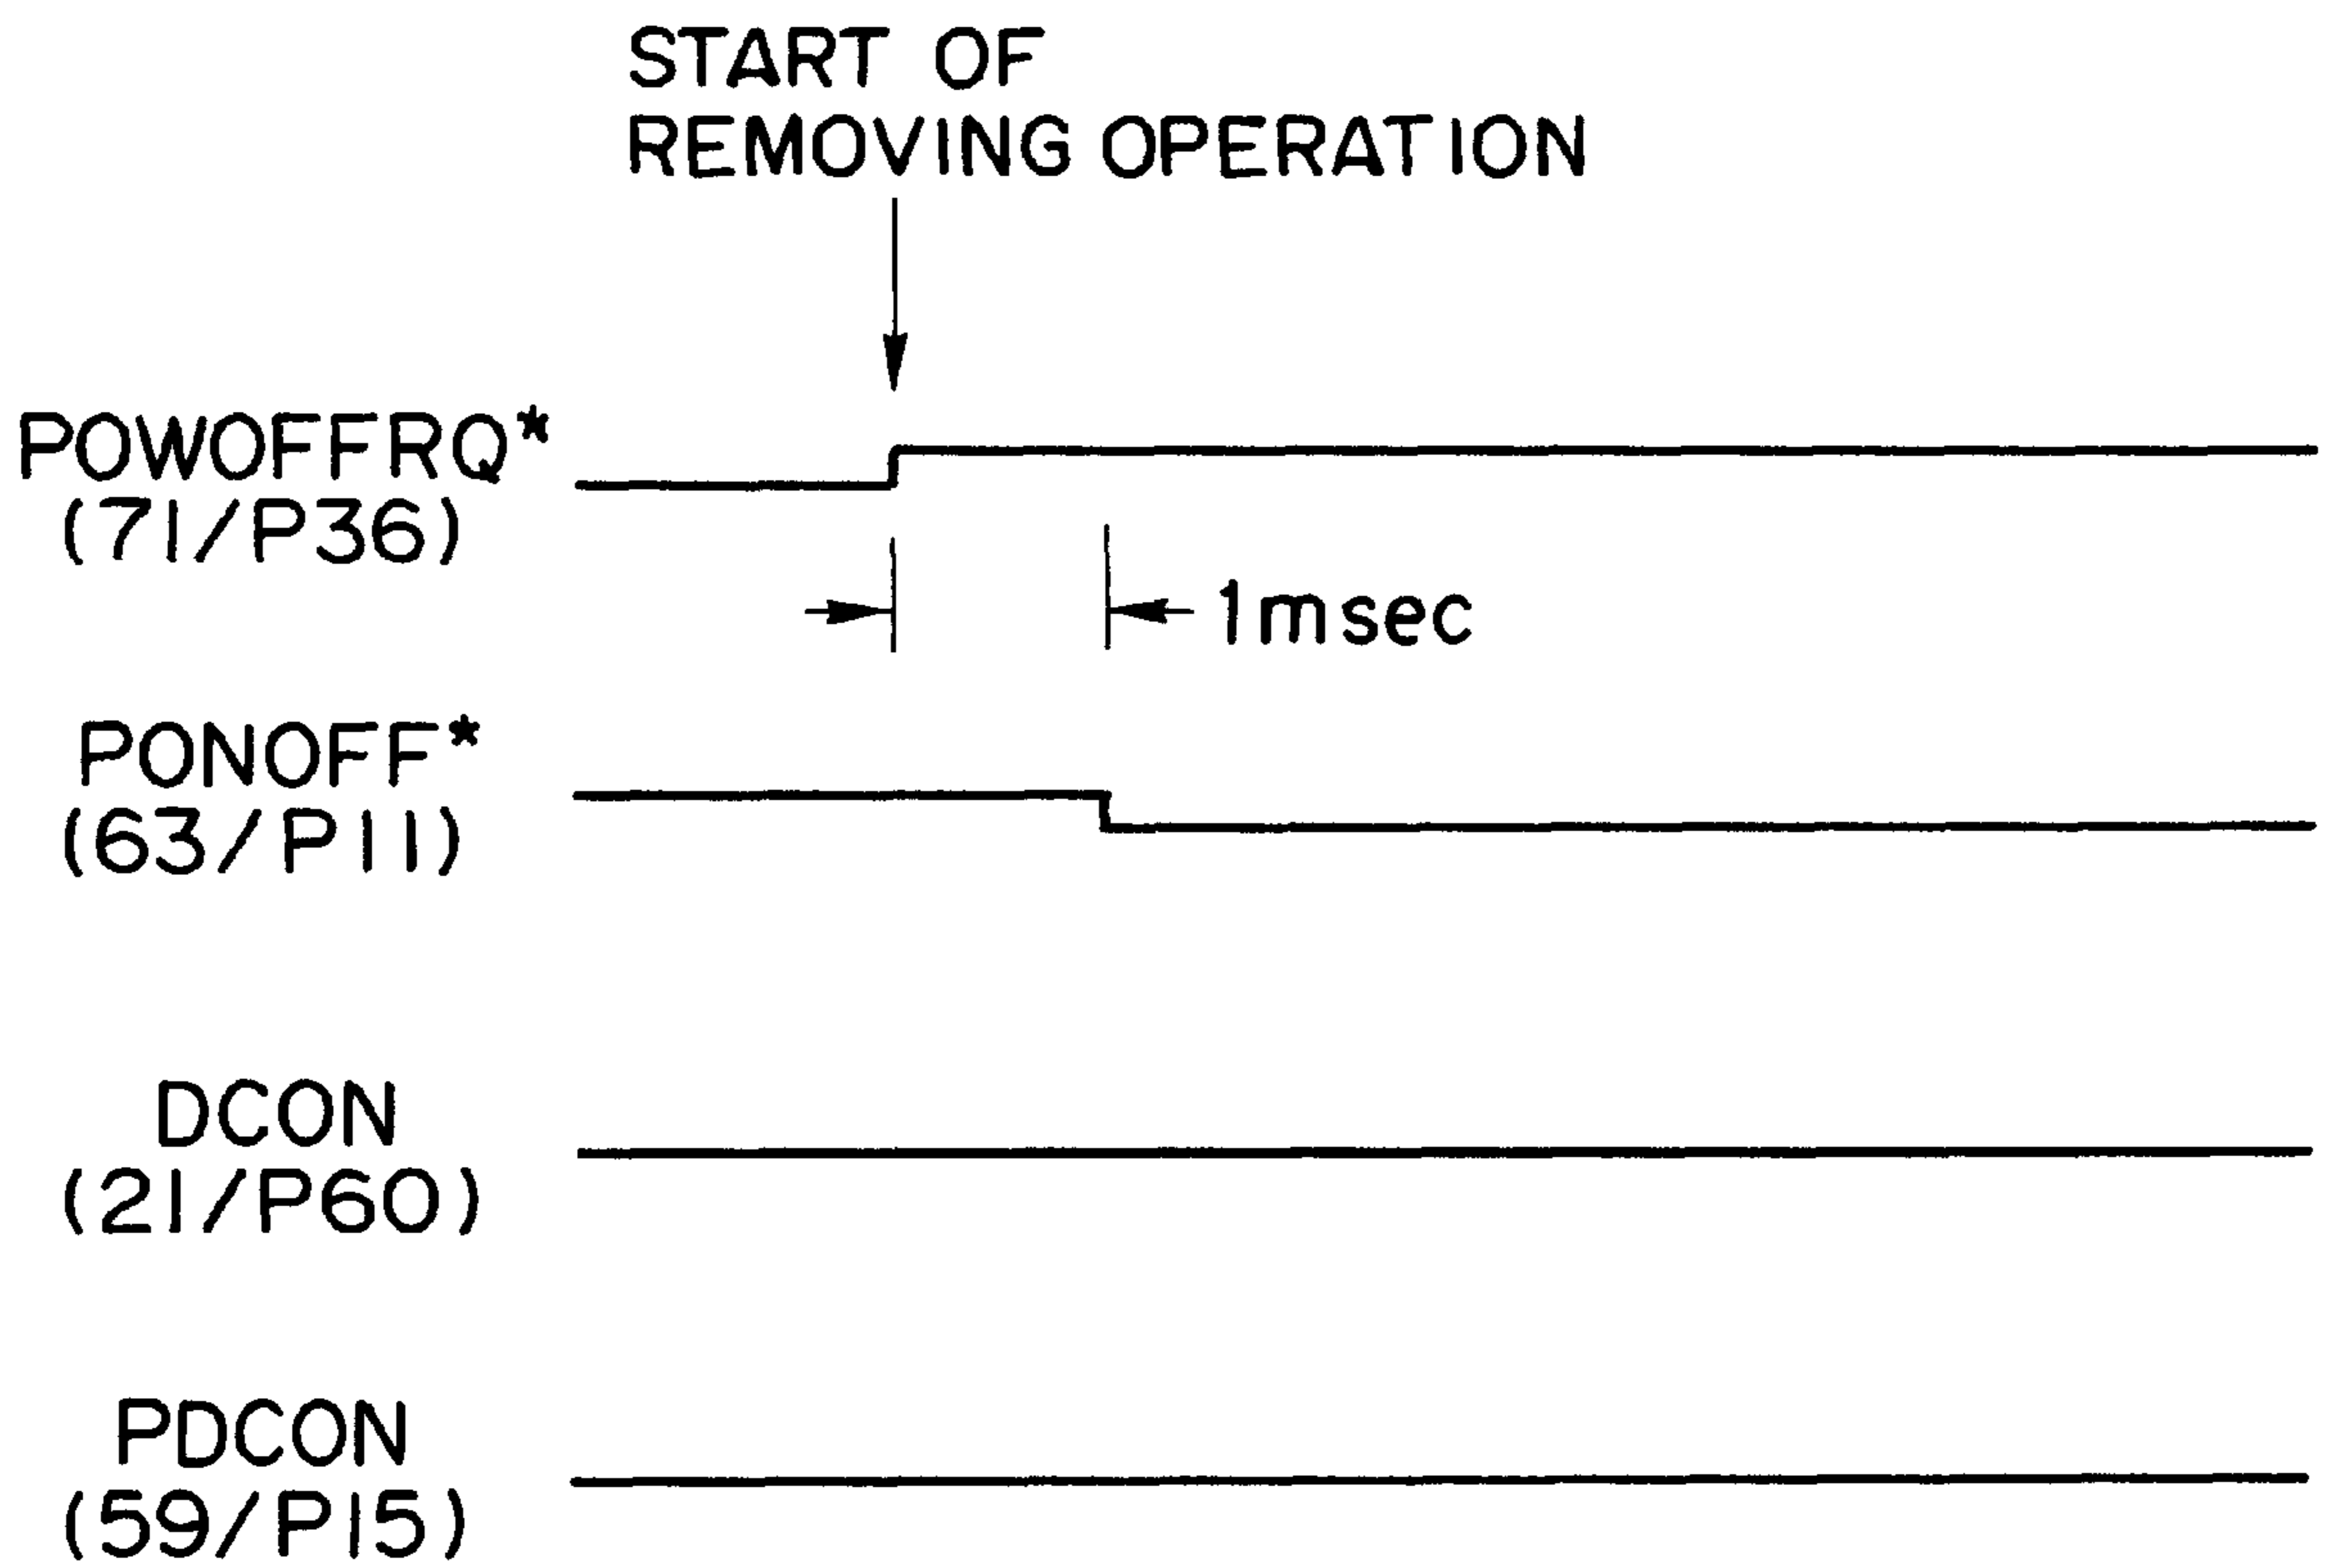 START OF
REMOVING OPERATION
POWOFFRQ*
(71/P36)
1msec
PONOFF*
(63/P11)
DCON
(21/P60)
PDCON
(59/P15)